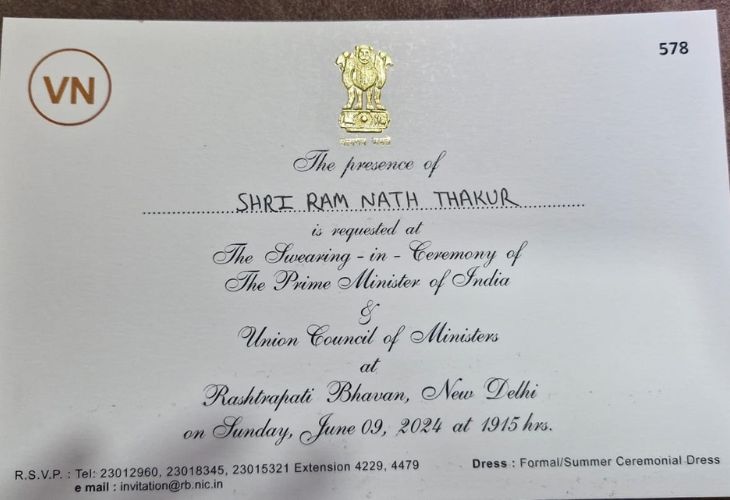 VN
578
The presence of
SHRI RAM NATH THAKUR
is requested at
The Swearing - in - Ceremony of
The Prime Minister of India
&
Union Council of Ministers
at
Rashtrapati Bhavan, New Delhi
on Sunday, June 09, 2024 at 1915 hrs.
R.S.V.P. : Tel: 23012960, 23018345, 23015321 Extension 4229, 4479
e mail : invitation@rb.nic.in
Dress : Formal/Summer Ceremonial Dress